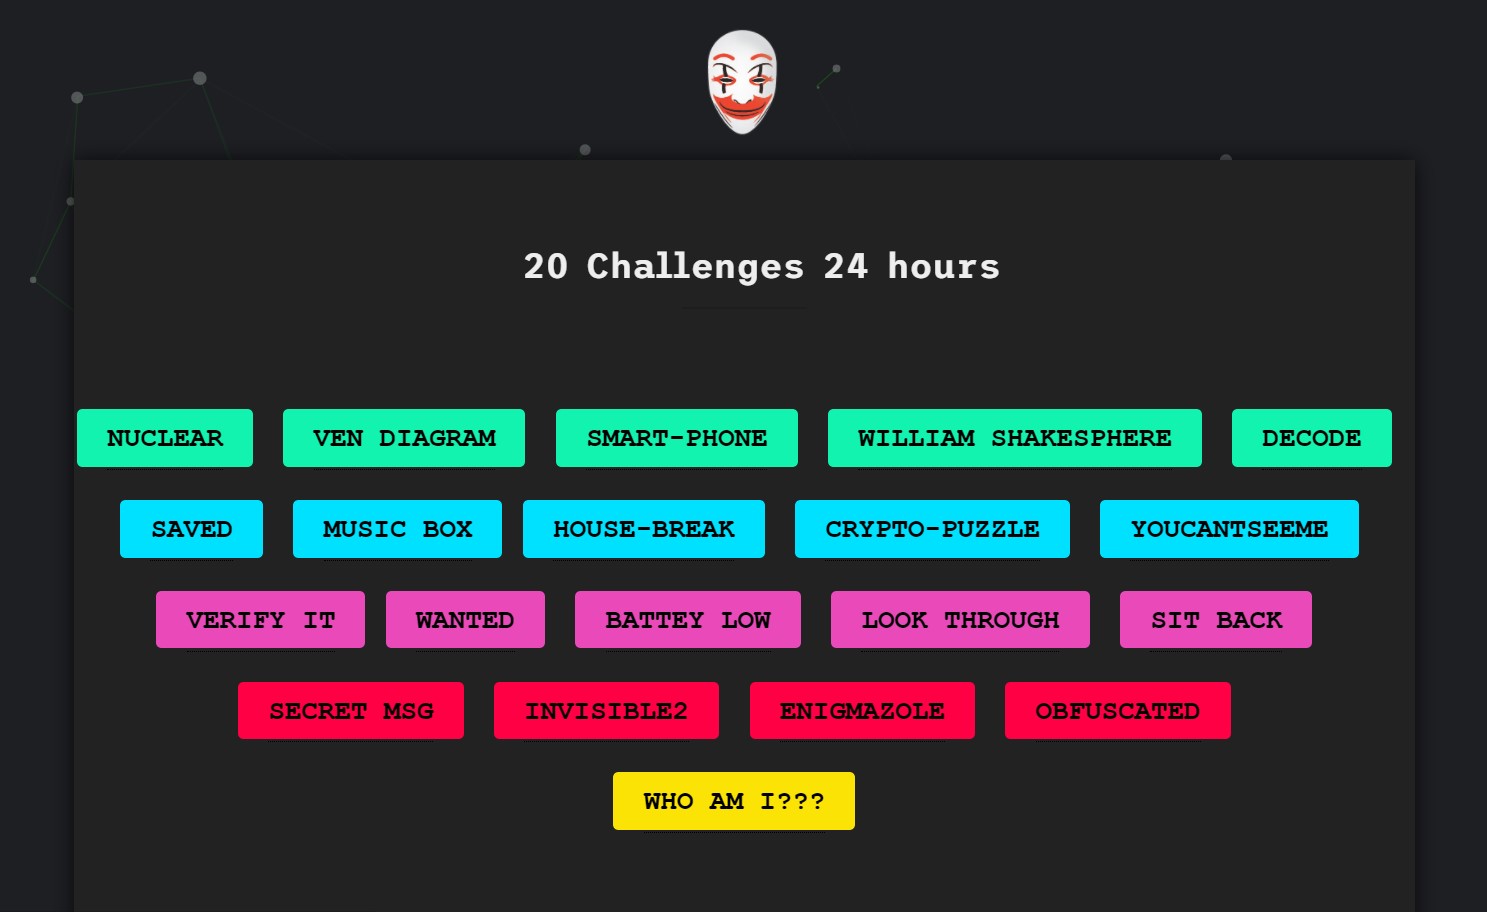 20 Challenges 24 hours
NUCLEAR VEN DIAGRAM SMART-PHONE WILLIAM SHAKESPHERE DECODE
SAVED MUSIC BOX HOUSE-BREAK CRYPTO-PUZZLE YOUCANTSEEME
VERIFY IT WANTED BATTEY LOW LOOK THROUGH SIT BACK
SECRET MSG INVISIBLE2 ENIGMAZOLE OBFUSCATED
WHO AM I???